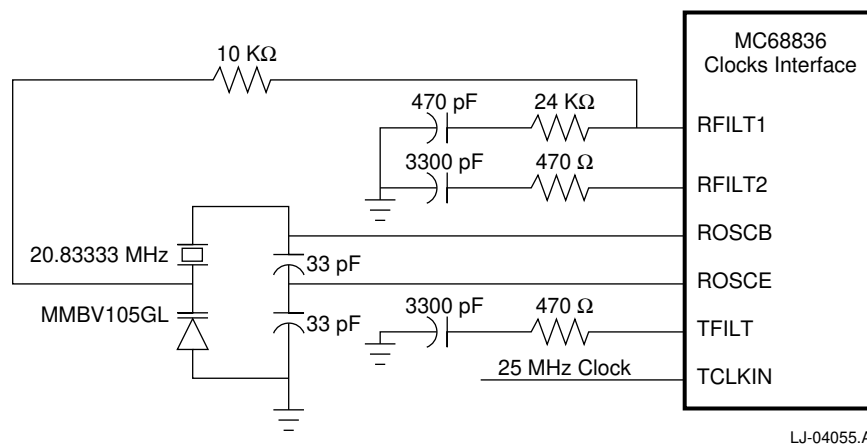 MC68836
Clocks Interface
10 KΩ
470 pF
24 KΩ
RFILT1
3300 pF
470 Ω
RFILT2
ROSCB
20.83333 MHz
33 pF
ROSCE
MMBV105GL
33 pF
3300 pF
470 Ω
TFILT
25 MHz Clock
TCLKIN
LJ-04055.A